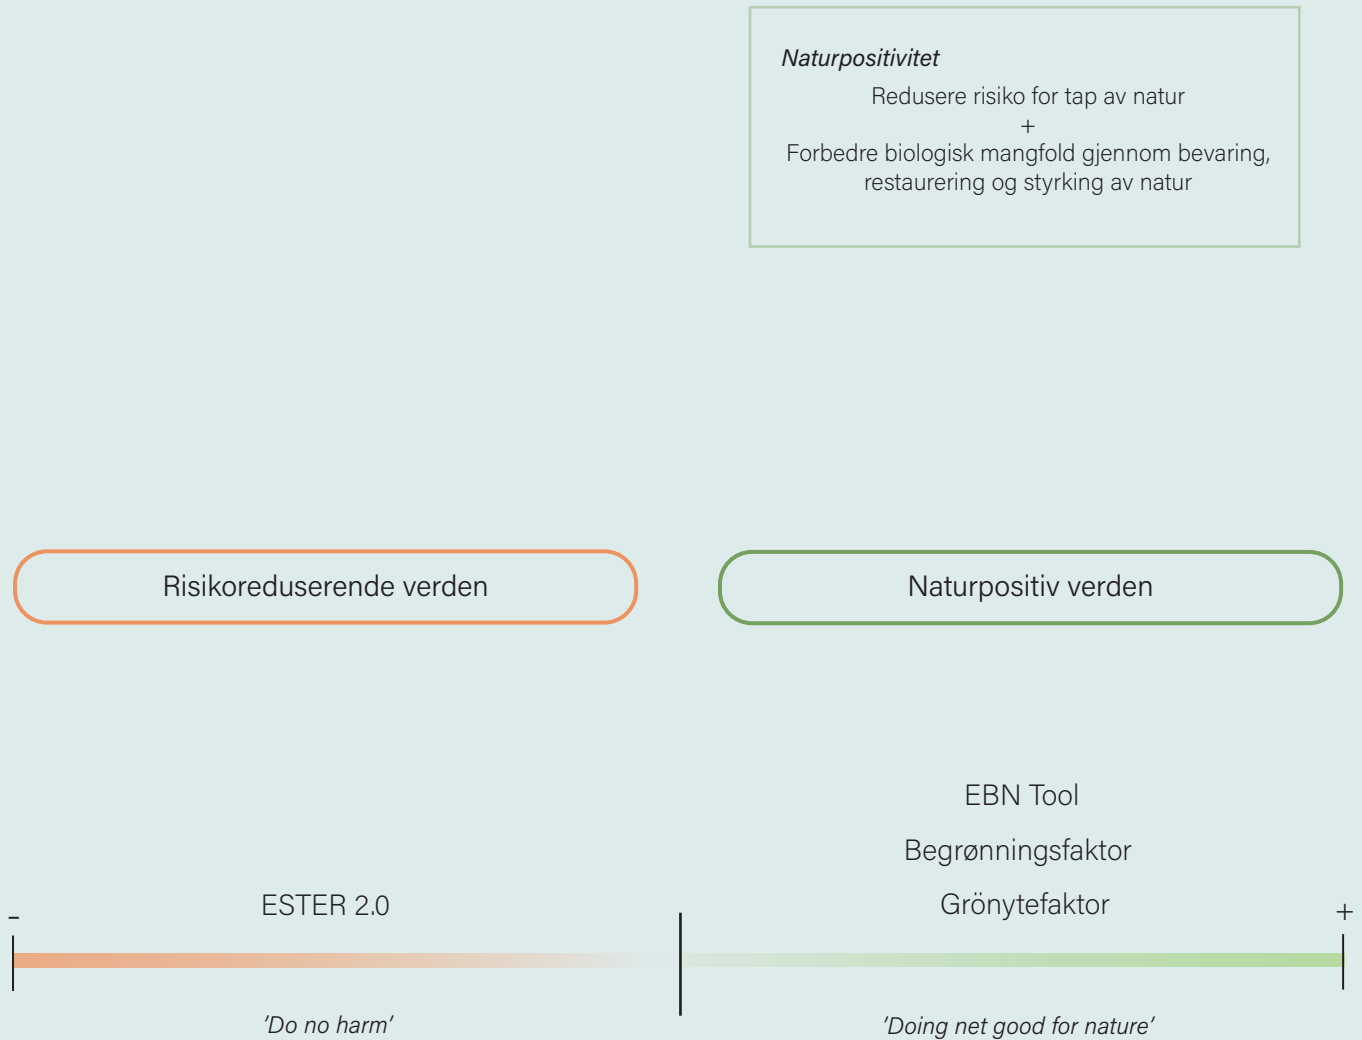 Naturpositivitet
Redusere risiko for tap av natur
+
Forbedre biologisk mangfold gjennom bevaring,
restaurering og styrking av natur
Risikoreduserende verden
Naturpositiv verden
EBN Tool
Begrønningsfaktor
ESTER 2.0
Grönytefaktor
-
+
'Do no harm'
'Doing net good for nature'